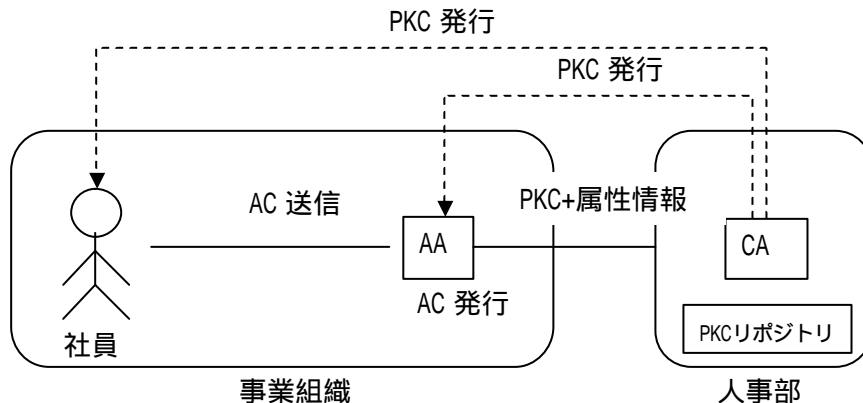 PKC 発行
PKC 発行
AC 送信
PKC+属性情報
AA
CA
AC 発行
PKCリポジトリ
社員
事業組織
人事部